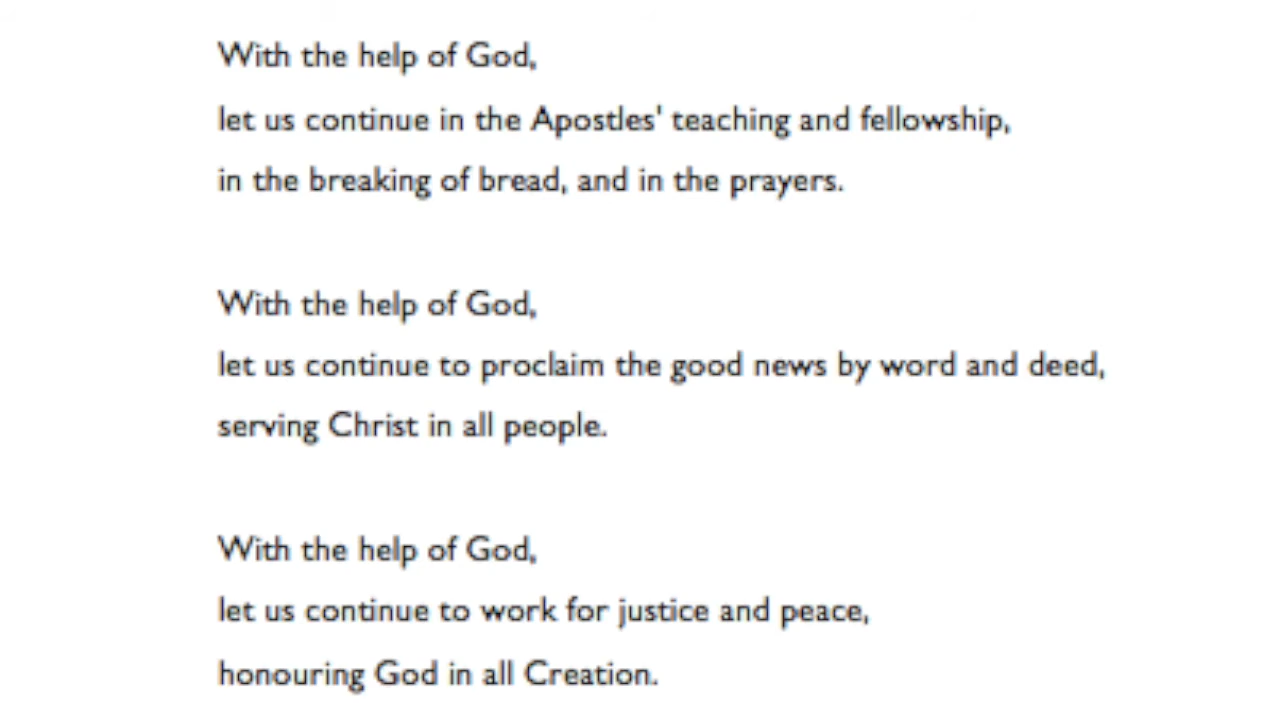 With the help of God,
let us continue in the Apostles' teaching and fellowship,
in the breaking of bread, and in the prayers.
With the help of God,
let us continue to proclaim the good news by word and deed,
serving Christ in all people.
With the help of God,
let us continue to work for justice and peace,
honouring God in all Creation.